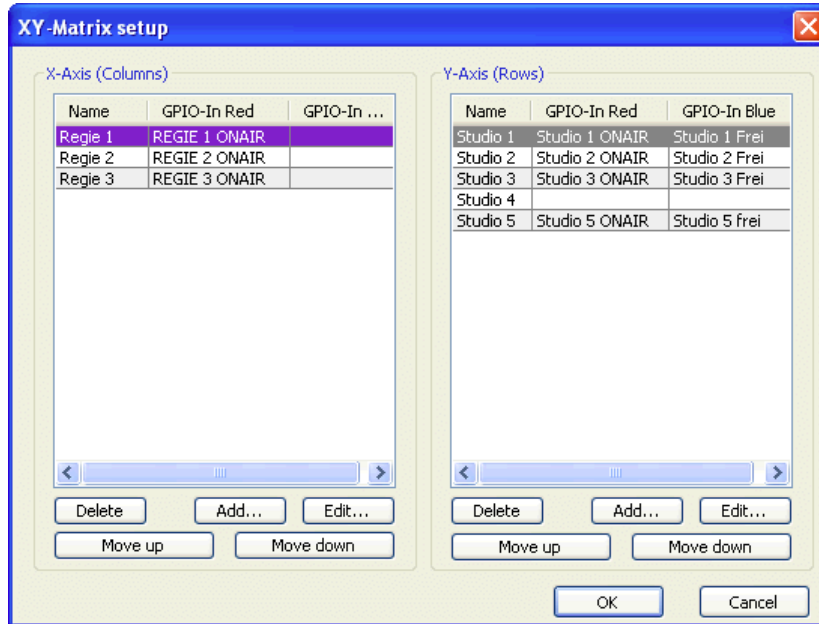 XY-Matrix setup
X-Axis (Columns)
Name GPIO-In Red GPIO-In ...
Regie 1 REGIE 1 ONAIR
Regie 2 REGIE 2 ONAIR
Regie 3 REGIE 3 ONAIR
Delete Add... Edit...
Move up Move down
Y-Axis (Rows)
Name GPIO-In Red GPIO-In Blue
Studio 1 Studio 1 ONAIR Studio 1 Frei
Studio 2 Studio 2 ONAIR Studio 2 Frei
Studio 3 Studio 3 ONAIR Studio 3 Frei
Studio 4
Studio 5 Studio 5 ONAIR Studio 5 frei
Delete Add... Edit...
Move up Move down
OK Cancel